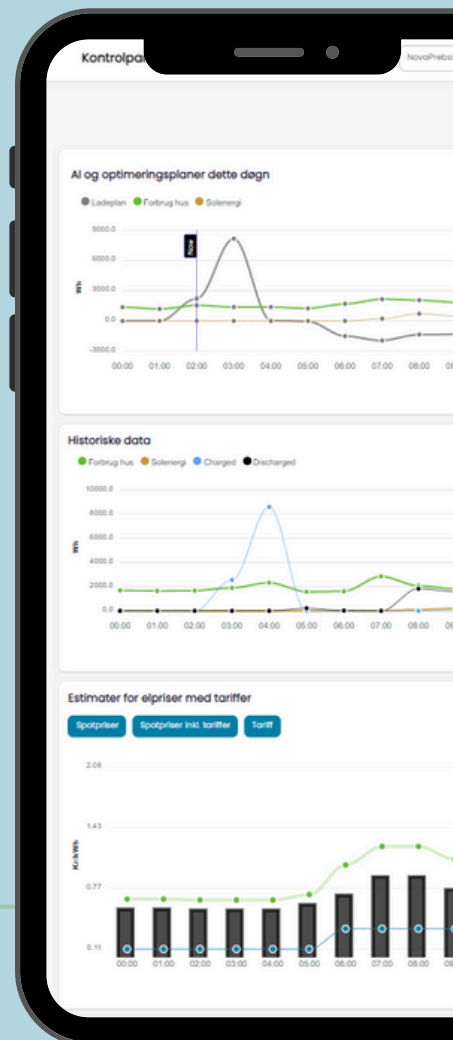 Kontrolpa
NovaPrebsi
AI og optimeringsplaner dette døgn
Ladeplan Forbrug hus Solenergi
9000.0
Now
6000.0
Wh
3000.0
0.0
-3000.0
00:00 01:00 02:00 03:00 04:00 05:00 06:00 07:00 08:00 09
Historiske data
Forbrug hus Solenergi Charged Discharged
10000.0
8000.0
Wh
6000.0
4000.0
2000.0
0.0
00:00 01:00 02:00 03:00 04:00 05:00 06:00 07:00 08:00 09
Estimater for elpriser med tariffer
Spotpriser Spotpriser inkl. tariffer Tariff
2.08
1.43
Kr/kWh
0.77
0.11
00:00 01:00 02:00 03:00 04:00 05:00 06:00 07:00 08:00 09